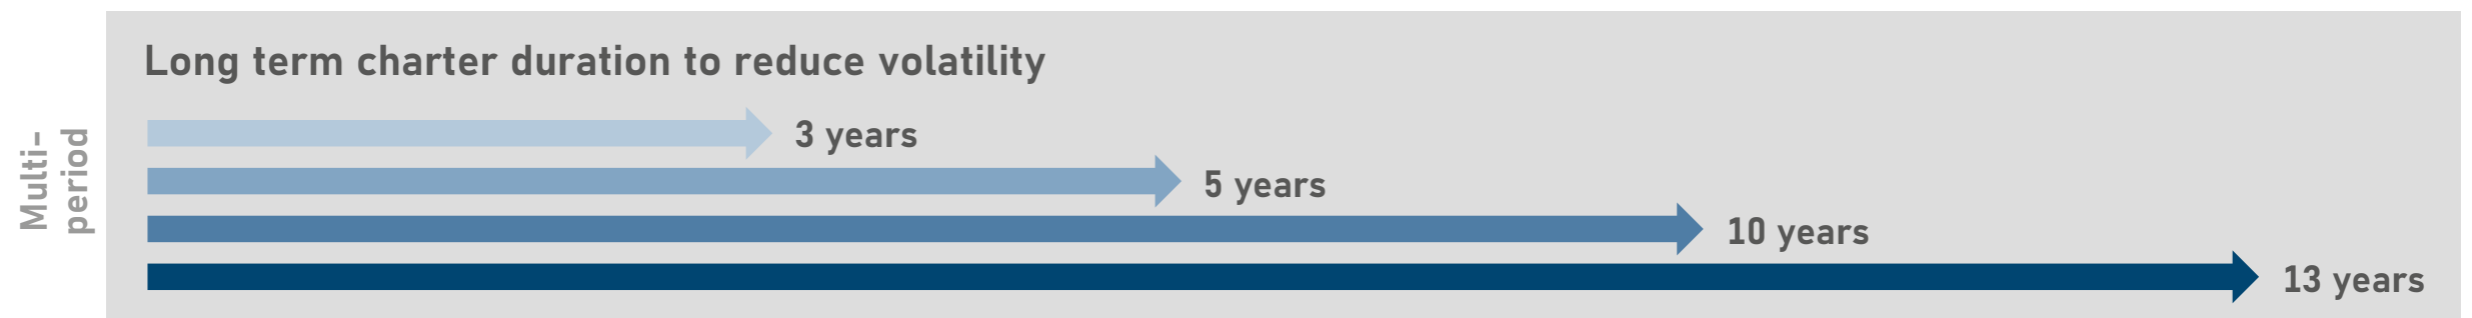 Long term charter duration to reduce volatility
Multi-
period
3 years
5 years
10 years
13 years